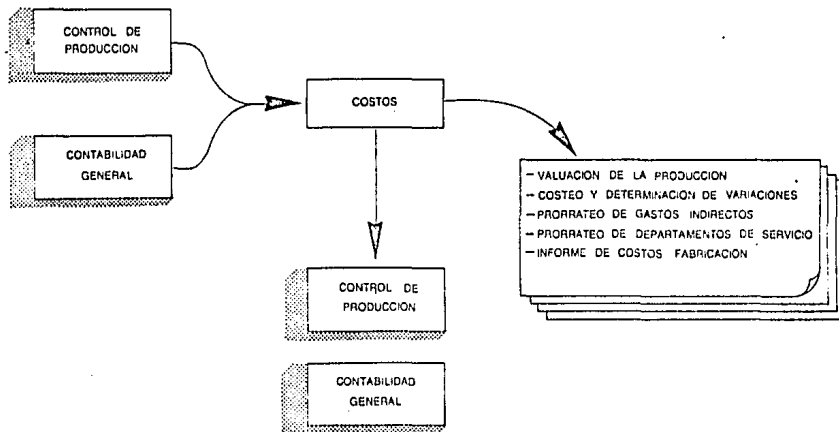 CONTROL DE
PRODUCCION
CONTABILIDAD
GENERAL
COSTOS
- VALUACION DE LA PRODUCCION
- COSTEO Y DETERMINACION DE VARIACIONES
- PRORRATEO DE GASTOS INDIRECTOS
- PRORRATEO DE DEPARTAMENTOS DE SERVICIO
- INFORME DE COSTOS FABRICACION
CONTROL DE
PRODUCCION
CONTABILIDAD
GENERAL